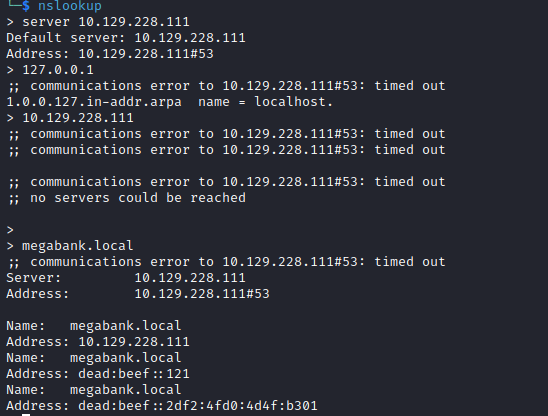 └─$ nslookup
> server 10.129.228.111
Default server: 10.129.228.111
Address: 10.129.228.111#53
> 127.0.0.1
;; communications error to 10.129.228.111#53: timed out
1.0.0.127.in-addr.arpa  name = localhost.
> 10.129.228.111
;; communications error to 10.129.228.111#53: timed out
;; communications error to 10.129.228.111#53: timed out
;; communications error to 10.129.228.111#53: timed out
;; no servers could be reached
>
> megabank.local
;; communications error to 10.129.228.111#53: timed out
Server:         10.129.228.111
Address:        10.129.228.111#53
Name:   megabank.local
Address: 10.129.228.111
Name:   megabank.local
Address: dead:beef::121
Name:   megabank.local
Address: dead:beef::2df2:4fd0:4d4f:b301